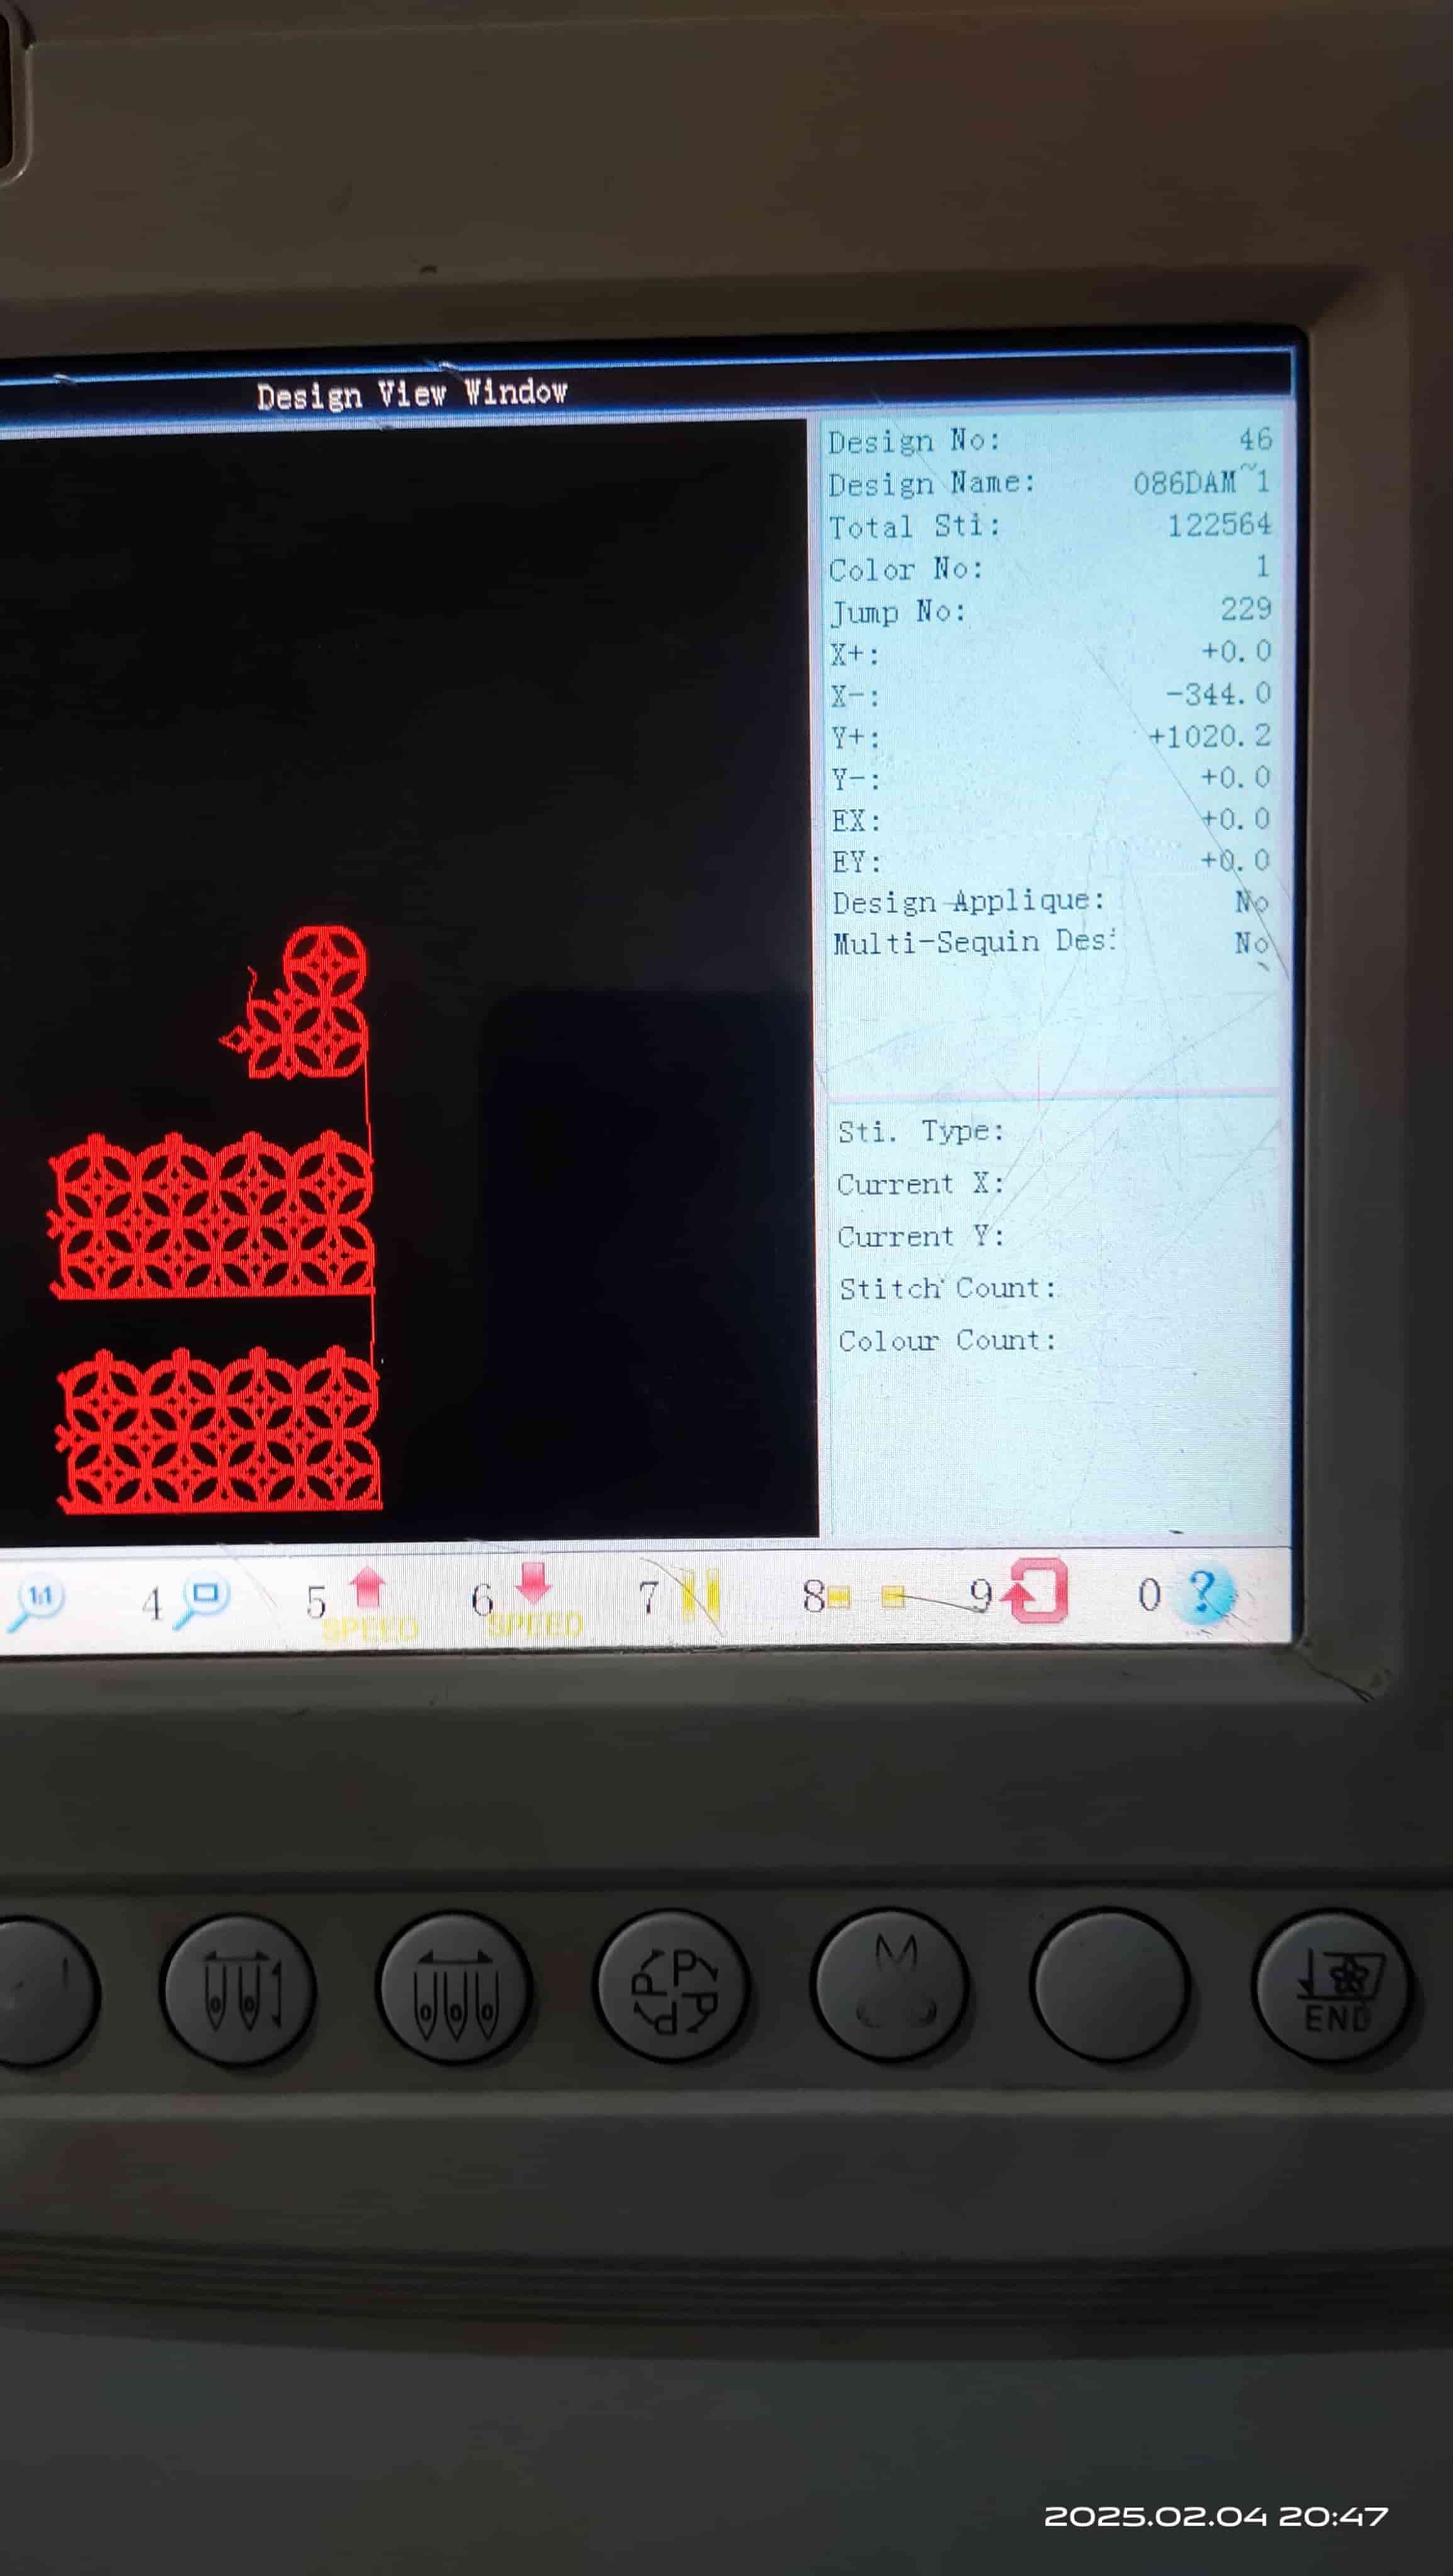 Design View Window
Design No: 46
Design Name: 086DAM~1
Total Sti: 122564
Color No: 1
Jump No: 229
X+: +0.0
X-: -344.0
Y+: +1020.2
Y-: +0.0
EX: +0.0
EY: +0.0
Design Applique: No
Multi-Sequin Des: No
Sti. Type:
Current X:
Current Y:
Stitch Count:
Colour Count:
1:1 4 5 SPEED 6 SPEED 7 8 9 0 ?
1 P P P P M END
2025.02.04 20:47